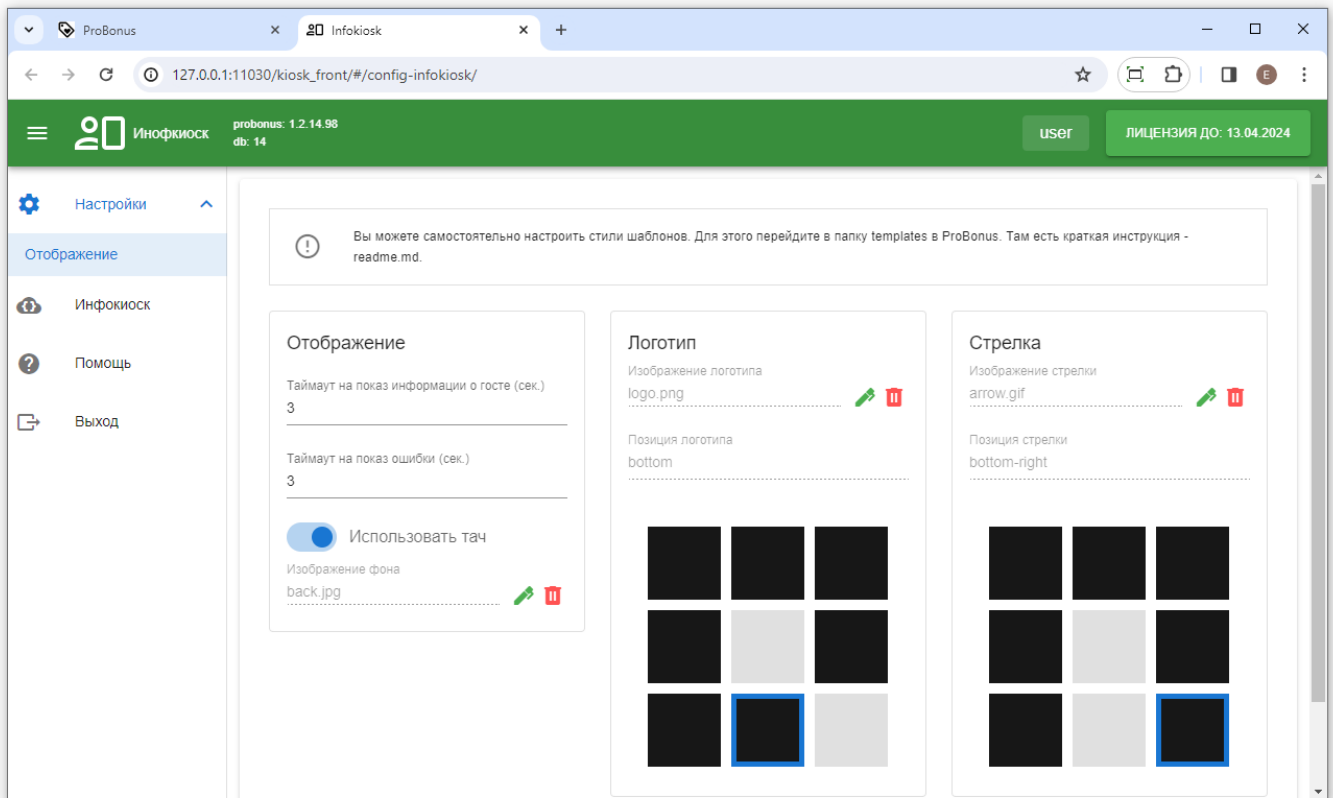 ProBonus
Infokiosk
127.0.0.1:11030/kiosk_front/#/config-infokiosk/
E
Инофкиоск
probonus: 1.2.14.98
db: 14
user
ЛИЦЕНЗИЯ ДО: 13.04.2024
Настройки
Отображение
Инфокиоск
Помощь
Выход
Вы можете самостоятельно настроить стили шаблонов. Для этого перейдите в папку templates в ProBonus. Там есть краткая инструкция -
readme.md.
Отображение
Таймаут на показ информации о госте (сек.)
3
Таймаут на показ ошибки (сек.)
3
Использовать тач
Изображение фона
back.jpg
Логотип
Изображение логотипа
logo.png
Позиция логотипа
bottom
Стрелка
Изображение стрелки
arrow.gif
Позиция стрелки
bottom-right